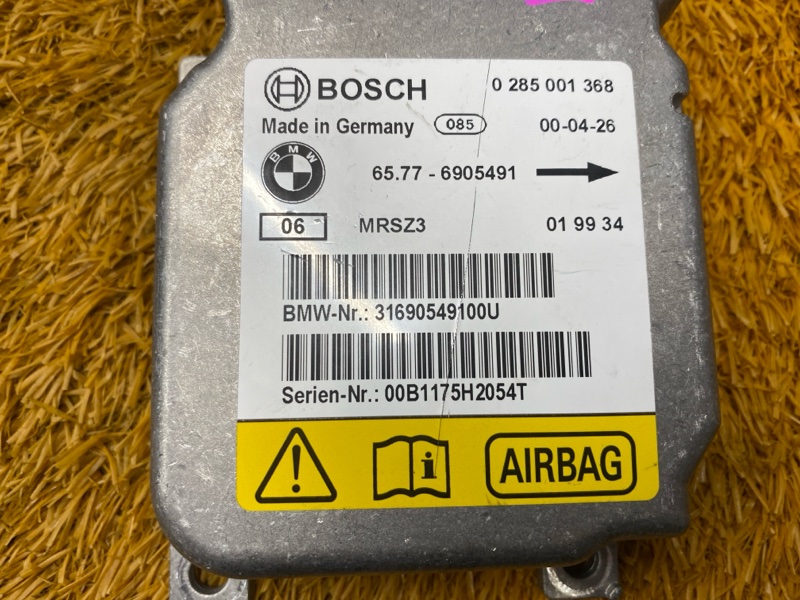 BOSCH 0 285 001 368
Made in Germany 085 00-04-26
BMW 65.77 - 6905491
06 MRSZ3 01 99 34
BMW-Nr.: 31690549100U
Serien-Nr.: 00B1175H2054T
i AIRBAG